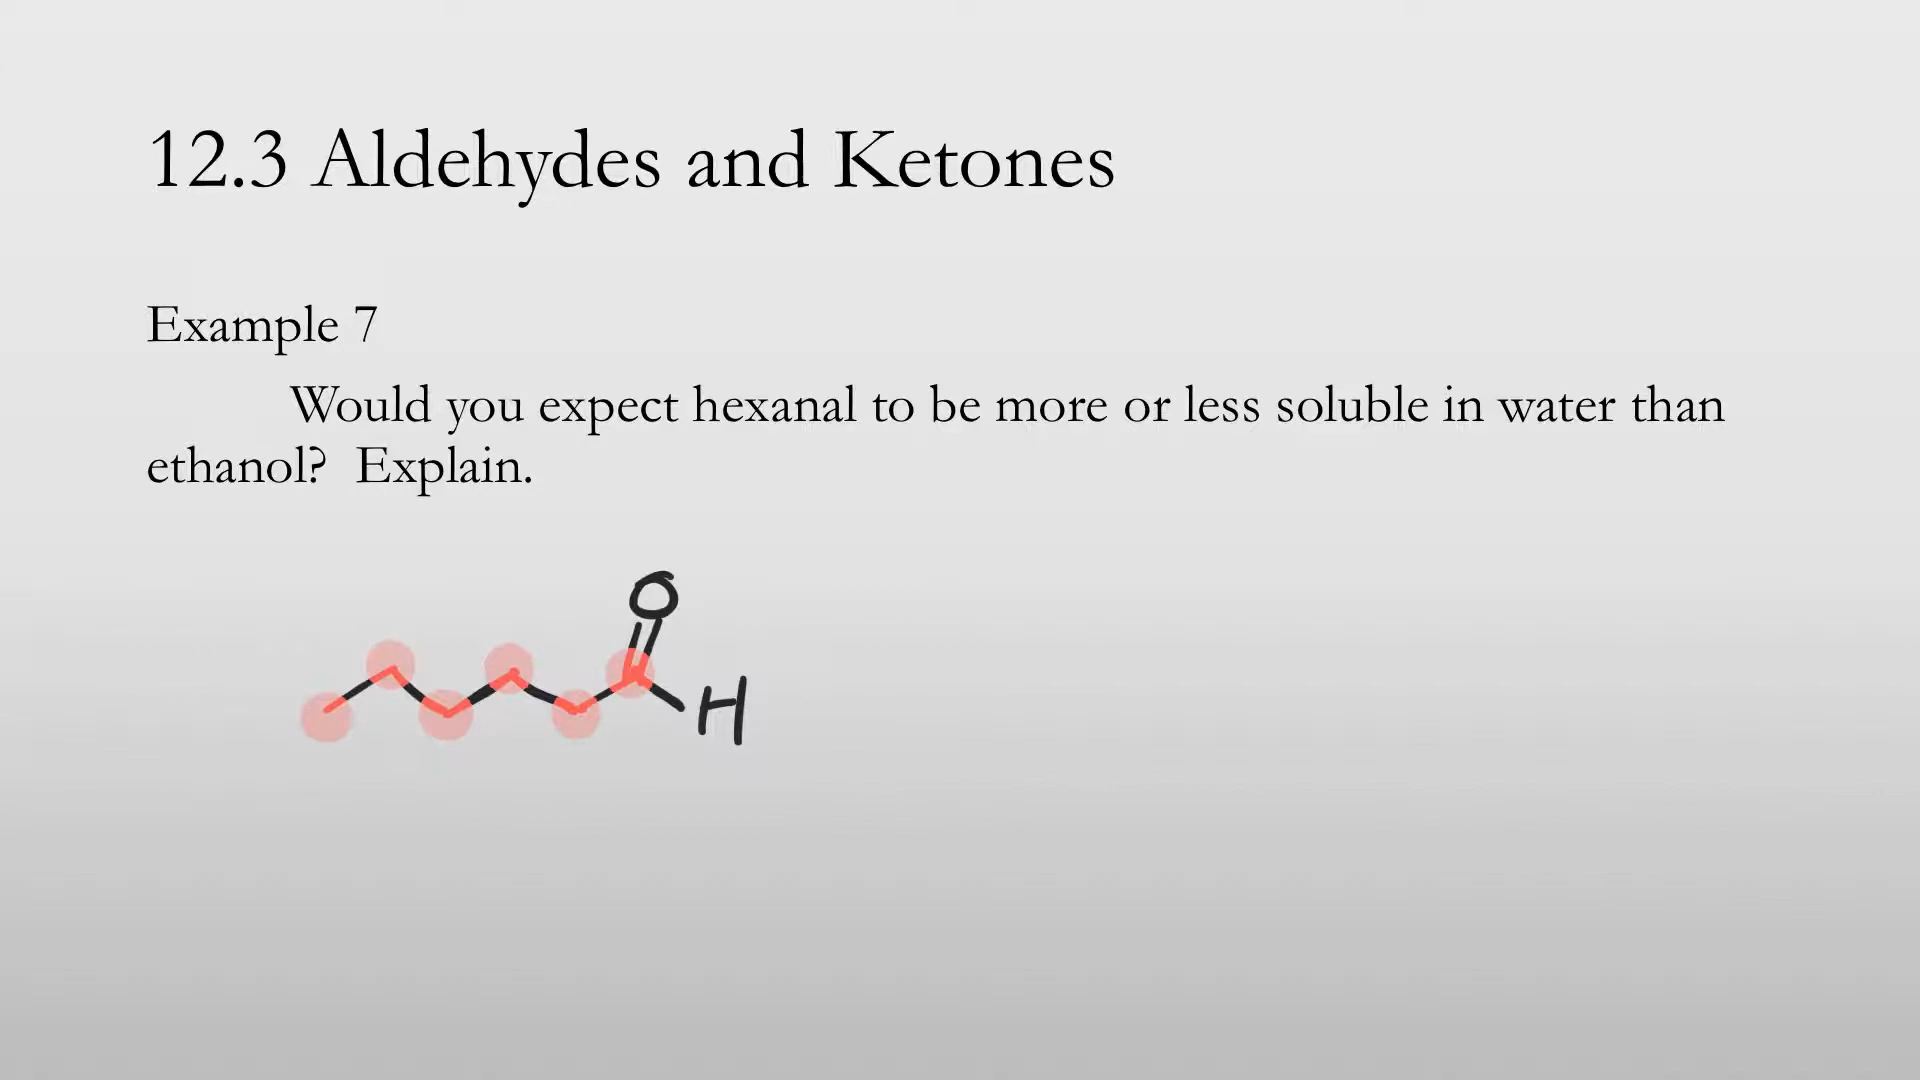 12.3 Aldehydes and Ketones
Example 7
Would you expect hexanal to be more or less soluble in water than
ethanol? Explain.
O
H